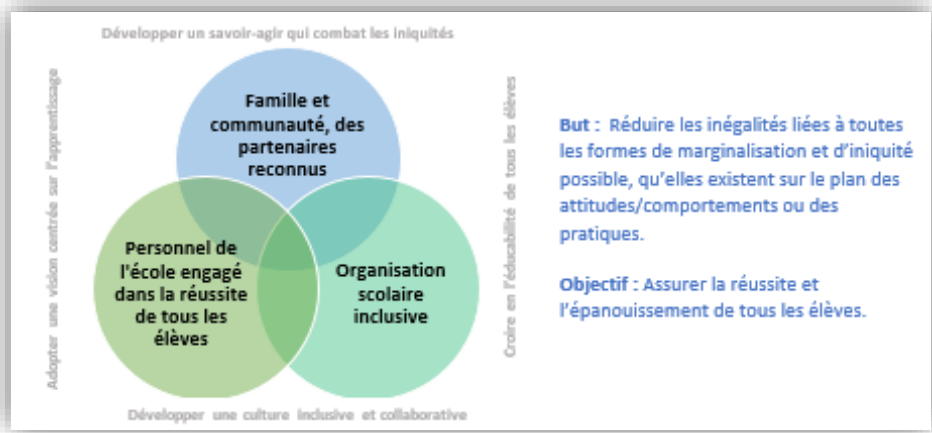 Développer un savoir-agir qui combat les iniquités
Adopter une vision centrée sur l'apprentissage
Famille et
communauté, des
partenaires
reconnus
Personnel de
l'école engagé
dans la réussite
de tous les
élèves
Organisation
scolaire
inclusive
Croire en l'éducabilité de tous les élèves
Développer une culture inclusive et collaborative
But : Réduire les inégalités liées à toutes
les formes de marginalisation et d'iniquité
possible, qu'elles existent sur le plan des
attitudes/comportements ou des
pratiques.
Objectif : Assurer la réussite et
l'épanouissement de tous les élèves.